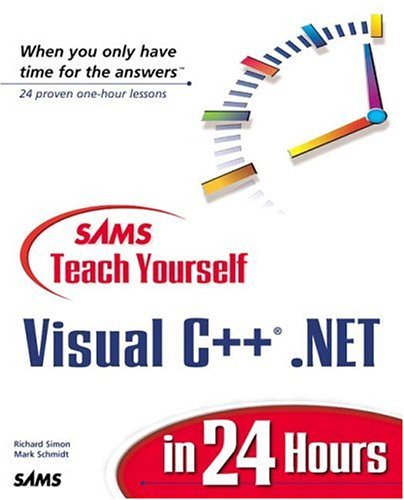 When you only have
time for the answers™
24 proven one-hour lessons
SAMS
Teach Yourself
Visual C++® .NET
Richard Simon
Mark Schmidt
in 24 Hours
SAMS